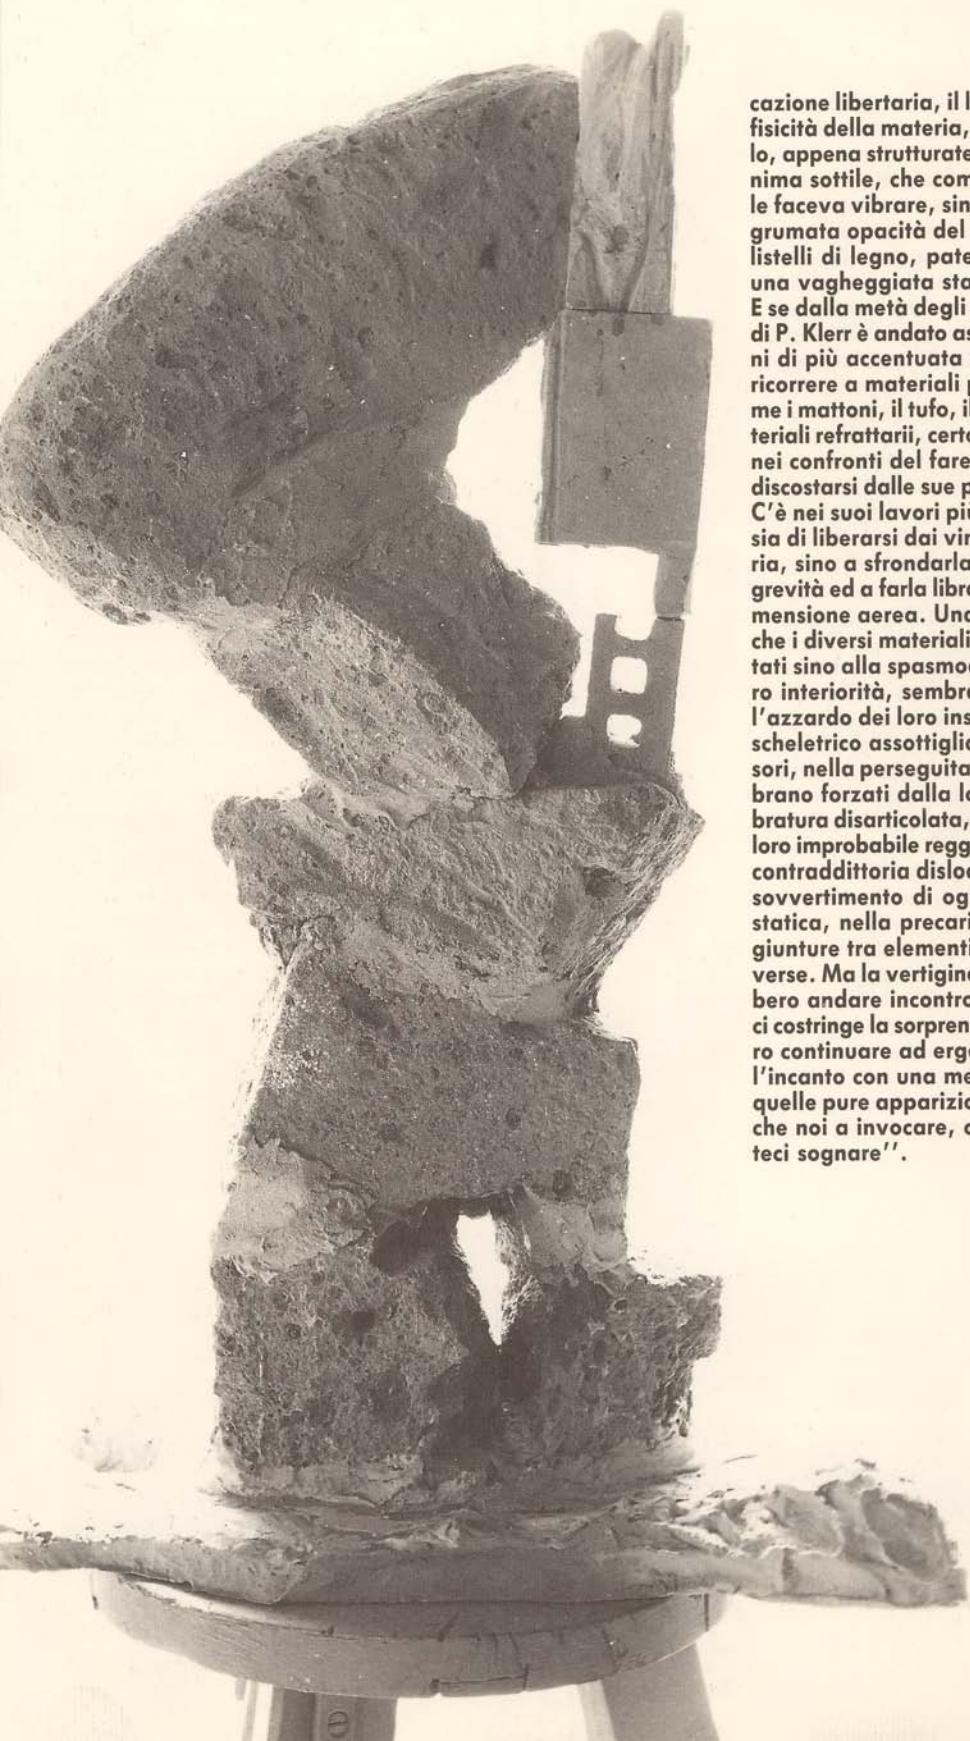 cazione libertaria, il l
fisicità della materia,
lo, appena strutturate
nima sottile, che com
le faceva vibrare, sin
grumata opacità del
listelli di legno, pate
una vagheggiata sta
E se dalla metà degli
di P. Klerr è andato as
ni di più accentuata
ricorrere a materiali p
me i mattoni, il tufo, il
teriali refrattarii, certo
nei confronti del fare
discostarsi dalle sue p
C'è nei suoi lavori più
sia di liberarsi dai vin
ria, sino a sfrondarla
grevità ed a farla libra
mensione aerea. Una
che i diversi materiali
tati sino alla spasmod
ro interiorità, sembra
l'azzardo dei loro ins
scheletrico assottiglia
sori, nella perseguita
brano forzati dalla lo
bratura disarticolata,
loro improbabile regg
contraddittoria disloc
sovvertimento di og
statica, nella precari
giunture tra elementi
verse. Ma la vertigine
bero andare incontro
ci costringe la sorpren
ro continuare ad erge
l'incanto con una me
quelle pure apparizio
che noi a invocare, c
teci sognare''.